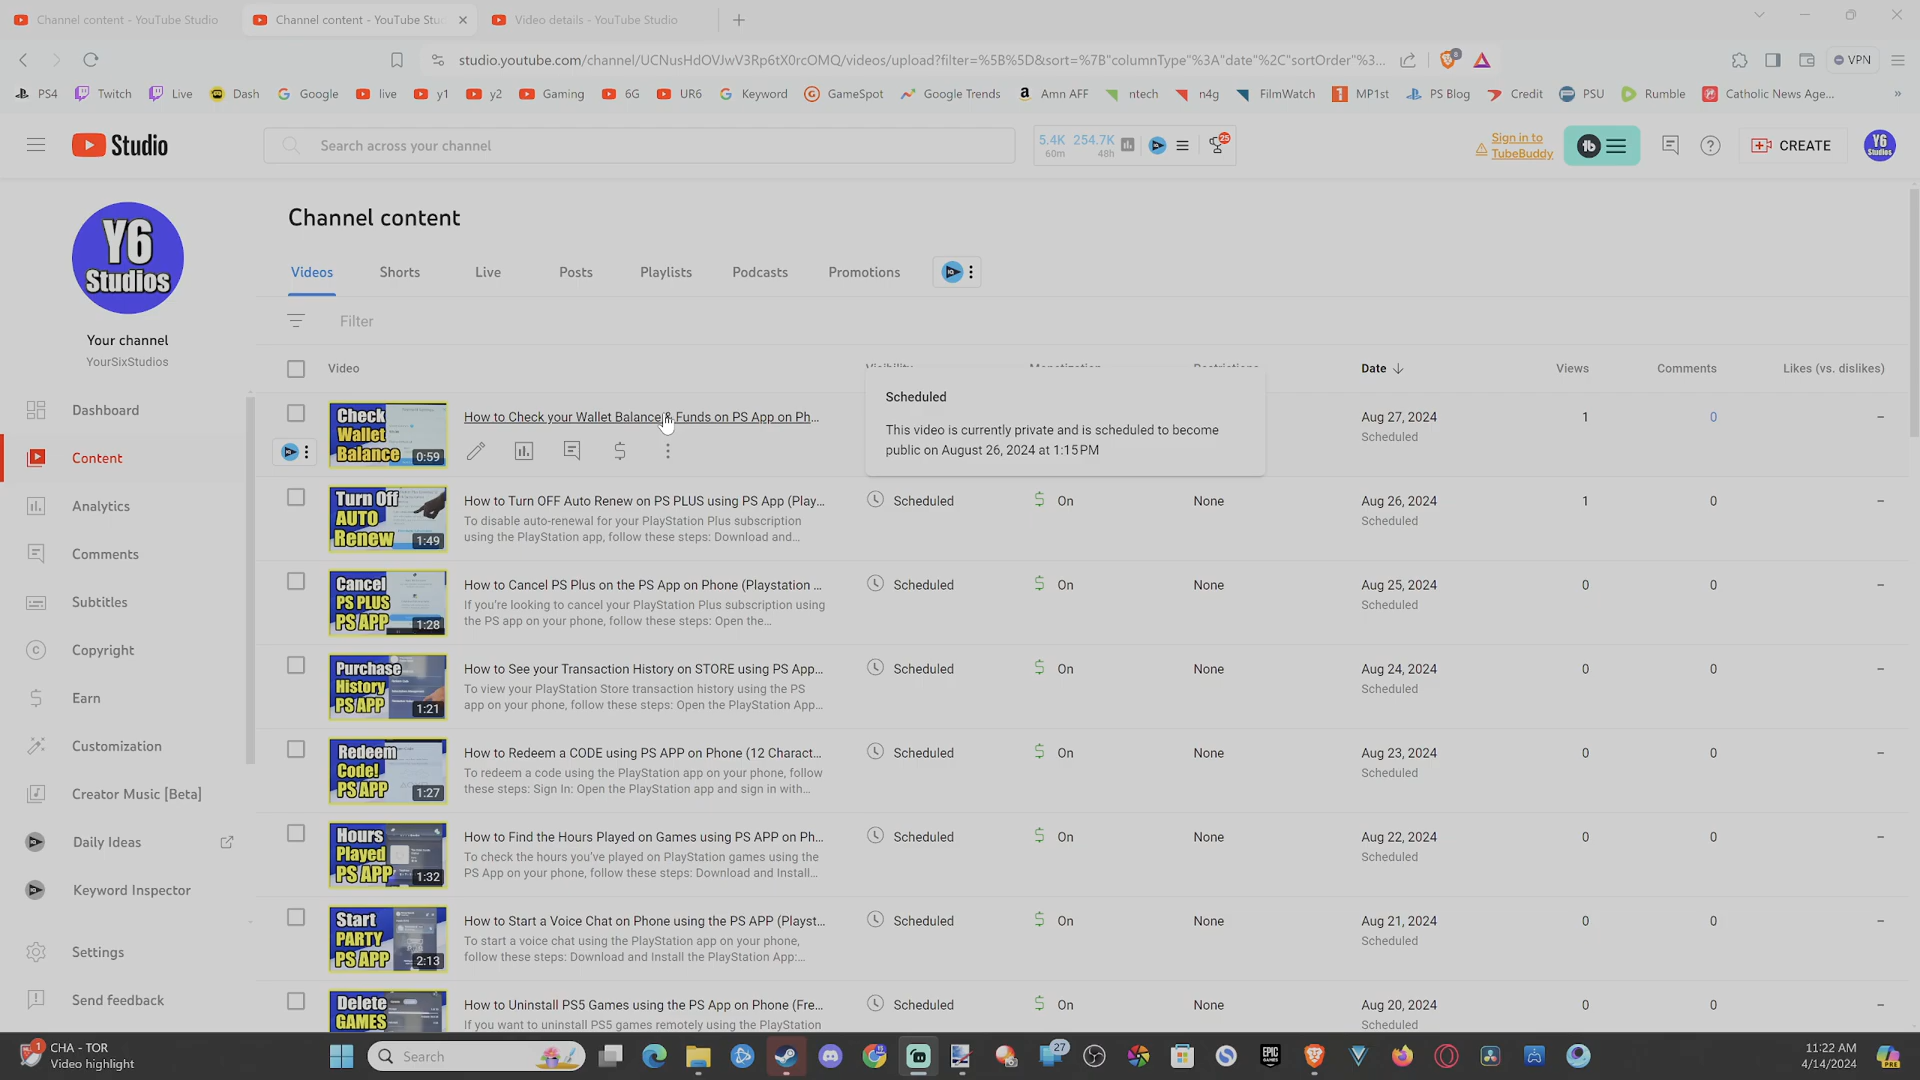 Channel content - YouTube Studio
Channel content - YouTube Stu
Video details - YouTube Studio
studio.youtube.com/channel/UCNusHdOVJwV3Rp6tX0rcOMQ/videos/upload?filter=%5B%5D&sort=%7B"columnType"%3A"date"%2C"sortOrder"%3...
8
VPN
PS4
Twitch
Live
Dash
Google
live
y1
y2
Gaming
6G
UR6
Keyword
GameSpot
Google Trends
Amn AFF
ntech
n4g
FilmWatch
MP1st
PS Blog
Credit
PSU
Rumble
Catholic News Age...
Studio
Search across your channel
5.4K 254.7K
60m 48h
25
Sign in to
TubeBuddy
CREATE
Y6
Studios
Y6
Studios
Your channel
YourSixStudios
Dashboard
Content
Analytics
Comments
Subtitles
Copyright
Earn
Customization
Creator Music [Beta]
Daily Ideas
Keyword Inspector
Settings
Send feedback
Channel content
Videos
Shorts
Live
Posts
Playlists
Podcasts
Promotions
Filter
Video
Visibility
Monetization
Restrictions
Date
Views
Comments
Likes (vs. dislikes)
Check
Wallet
Balance
0:59
How to Check your Wallet Balance & Funds on PS App on Ph...
Scheduled
This video is currently private and is scheduled to become
public on August 26, 2024 at 1:15 PM
Aug 27, 2024
Scheduled
1
0
–
Turn Off
AUTO
Renew
1:49
How to Turn OFF Auto Renew on PS PLUS using PS App (Play...
To disable auto-renewal for your PlayStation Plus subscription
using the PlayStation app, follow these steps: Download and...
Scheduled
On
None
Aug 26, 2024
Scheduled
1
0
–
Cancel
PS PLUS
PS APP
1:28
How to Cancel PS Plus on the PS App on Phone (Playstation ...
If you're looking to cancel your PlayStation Plus subscription using
the PS app on your phone, follow these steps: Open the...
Scheduled
On
None
Aug 25, 2024
Scheduled
0
0
–
Purchase
History
PS APP
1:21
How to See your Transaction History on STORE using PS App...
To view your PlayStation Store transaction history using the PS
app on your phone, follow these steps: Open the PlayStation App...
Scheduled
On
None
Aug 24, 2024
Scheduled
0
0
–
Redeem
Code!
PS APP
1:27
How to Redeem a CODE using PS APP on Phone (12 Charact...
To redeem a code using the PlayStation app on your phone, follow
these steps: Sign In: Open the PlayStation app and sign in with...
Scheduled
On
None
Aug 23, 2024
Scheduled
0
0
–
Hours
Played
PS APP
1:32
How to Find the Hours Played on Games using PS APP on Ph...
To check the hours you've played on PlayStation games using the
PS App on your phone, follow these steps: Download and Install...
Scheduled
On
None
Aug 22, 2024
Scheduled
0
0
–
Start
PARTY
PS APP
2:13
How to Start a Voice Chat on Phone using the PS APP (Playst...
To start a voice chat using the PlayStation app on your phone,
follow these steps: Download and Install the PlayStation App:...
Scheduled
On
None
Aug 21, 2024
Scheduled
0
0
–
Delete
GAMES
How to Uninstall PS5 Games using the PS App on Phone (Fre...
If you want to uninstall PS5 games remotely using the PlayStation
Scheduled
On
None
Aug 20, 2024
Scheduled
0
0
–
1
CHA - TOR
Video highlight
Search
27
EPIC
GAMES
11:22 AM
4/14/2024
PRE